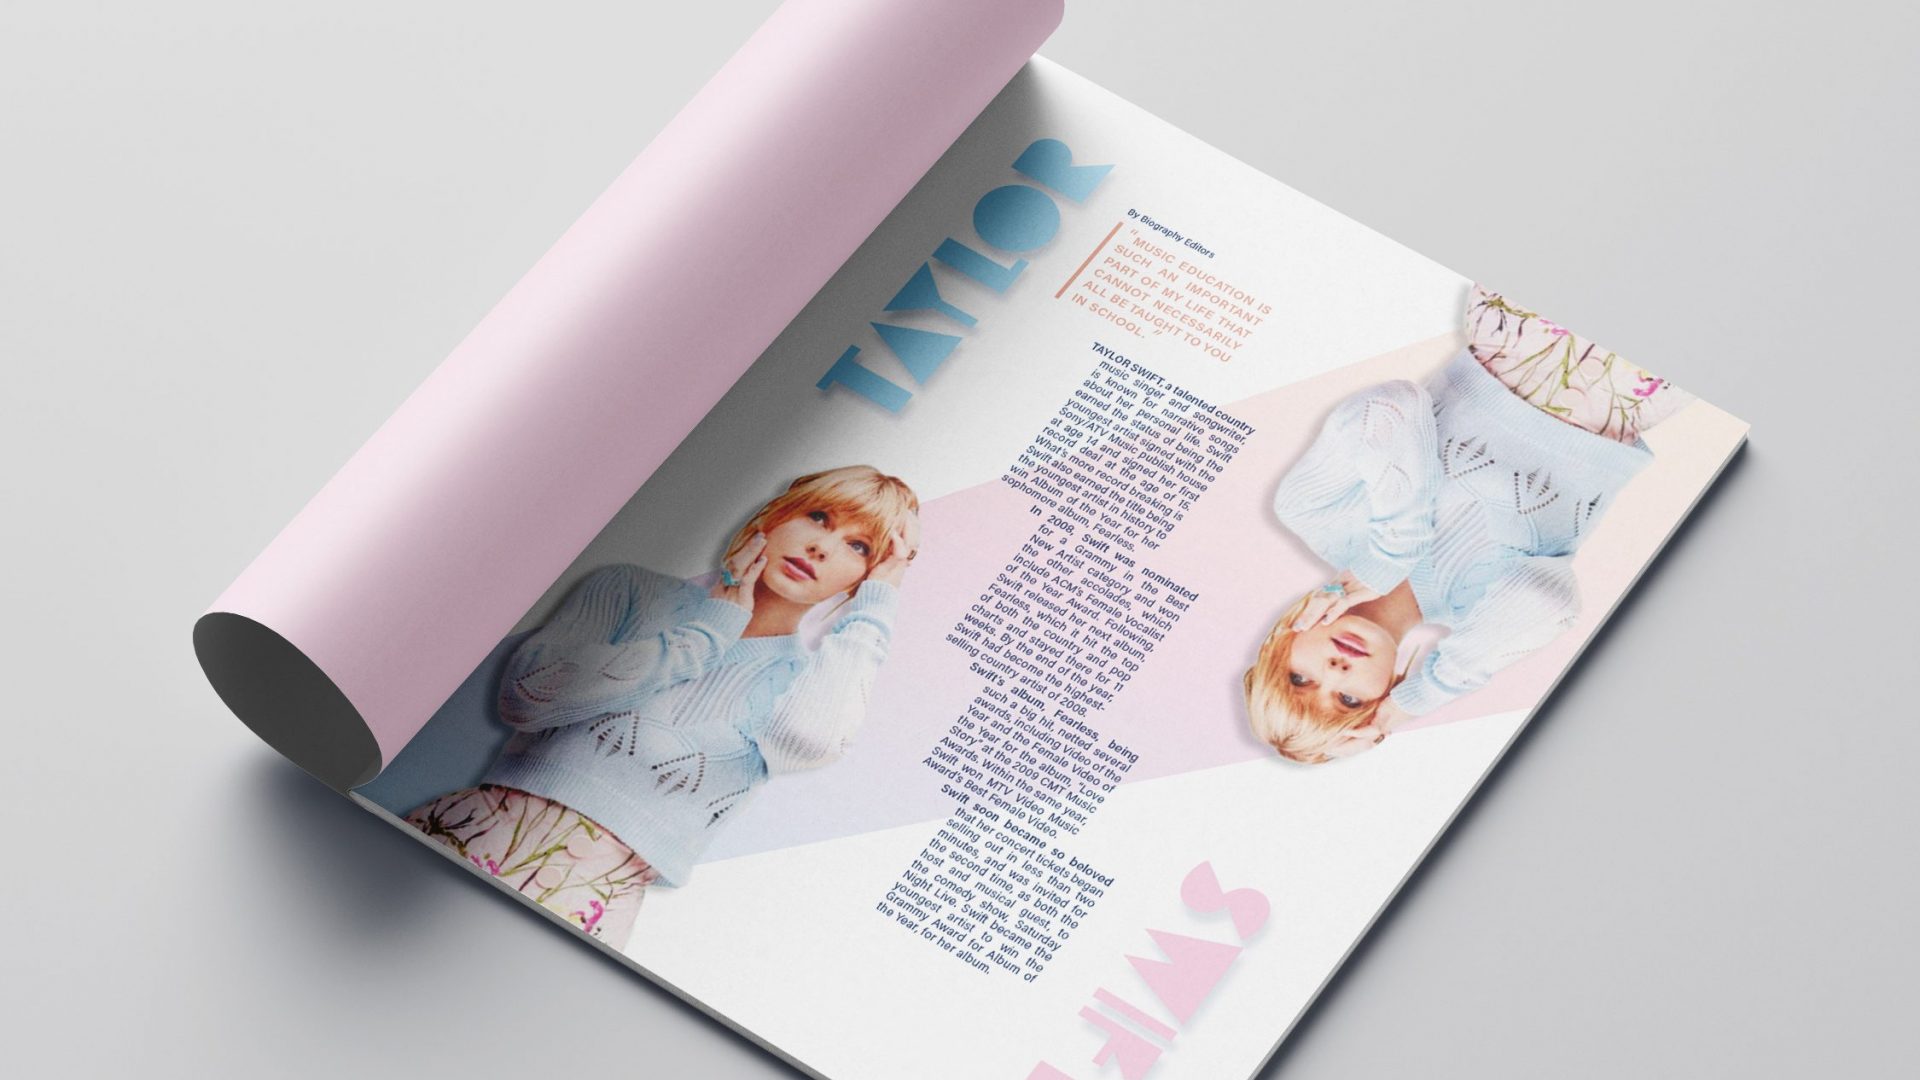 TAYLOR
By Biography Editors
“MUSIC EDUCATION IS
SUCH AN IMPORTANT
PART OF MY LIFE THAT
CANNOT NECESSARILY
ALL BE TAUGHT TO YOU
IN SCHOOL. ”
TAYLOR SWIFT, a talented country
music singer and songwriter,
is known for narrative songs
about her personal life. Swift
earned the status of being the
youngest artist signed with the
Sony/ATV Music publish house
at age 14 and signed her first
record deal at the age of 15.
What's more record breaking is
Swift also earned the title being
the youngest artist in history to
win Album of the Year for her
sophomore album, Fearless.
In 2008, Swift was nominated
for a Grammy in the Best
New Artist category and won
the other accolades, which
include ACM's Female Vocalist
of the Year Award. Following,
Swift released her next album,
Fearless, which it hit the top
of both the country and pop
charts and stayed there for 11
weeks. By the end of the year,
Swift had become the highest-
selling country artist of 2008.
Swift's album, Fearless, being
such a big hit, netted several
awards, including Video of the
Year and the Female Video of
the Year for the album, “Love
Story” at the 2009 CMT Music
Awards. Within the same year,
Swift won MTV Video Music
Award's Best Female Video.
Swift soon became so beloved
that her concert tickets began
selling out in less than two
minutes, and was invited for
the second time, as both the
host and musical guest, to
the comedy show, Saturday
Night Live. Swift became the
youngest artist to win the
Grammy Award for Album of
the Year, for her album.
SWIF